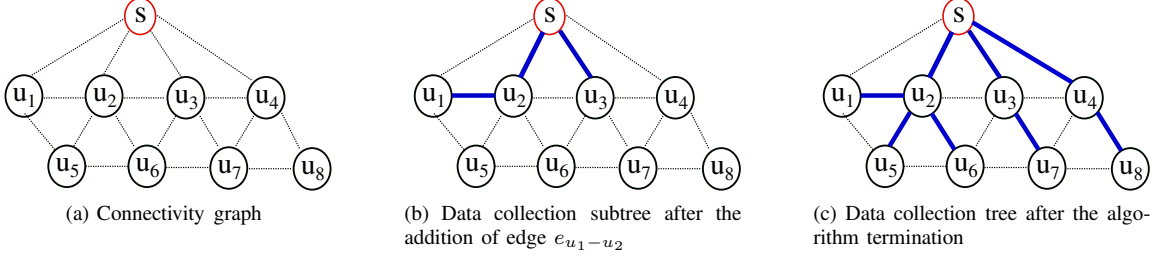 s
u1 u2 u3 u4
u5 u6 u7 u8
(a) Connectivity graph
s
u1 u2 u3 u4
u5 u6 u7 u8
(b) Data collection subtree after the
addition of edge e_{u1−u2}
s
u1 u2 u3 u4
u5 u6 u7 u8
(c) Data collection tree after the algo-
rithm termination